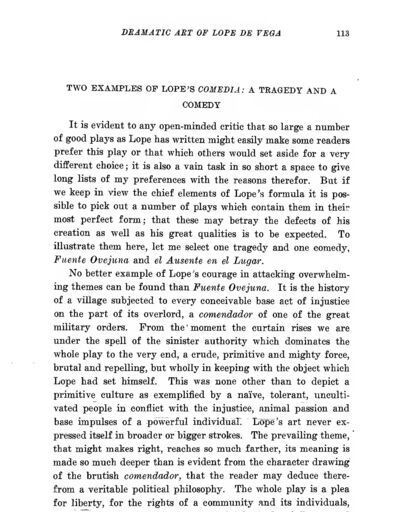 DRAMATIC ART OF LOPE DE VEGA 113
TWO EXAMPLES OF LOPE'S COMEDIA: A TRAGEDY AND A
COMEDY
It is evident to any open-minded critic that so large a number
of good plays as Lope has written might easily make some readers
prefer this play or that which others would set aside for a very
different choice; it is also a vain task in so short a space to give
long lists of my preferences with the reasons therefor. But if
we keep in view the chief elements of Lope's formula it is pos-
sible to pick out a number of plays which contain them in their
most perfect form; that these may betray the defects of his
creation as well as his great qualities is to be expected. To
illustrate them here, let me select one tragedy and one comedy,
Fuente Ovejuna and el Ausente en el Lugar.
No better example of Lope's courage in attacking overwhelm-
ing themes can be found than Fuente Ovejuna. It is the history
of a village subjected to every conceivable base act of injustice
on the part of its overlord, a comendador of one of the great
military orders. From the moment the curtain rises we are
under the spell of the sinister authority which dominates the
whole play to the very end, a crude, primitive and mighty force,
brutal and repelling, but wholly in keeping with the object which
Lope had set himself. This was none other than to depict a
primitive culture as exemplified by a naïve, tolerant, unculti-
vated people in conflict with the injustice, animal passion and
base impulses of a powerful individual. Lope's art never ex-
pressed itself in broader or bigger strokes. The prevailing theme,
that might makes right, reaches so much farther, its meaning is
made so much deeper than is evident from the character drawing
of the brutish comendador, that the reader may deduce there-
from a veritable political philosophy. The whole play is a plea
for liberty, for the rights of a community and its individuals,